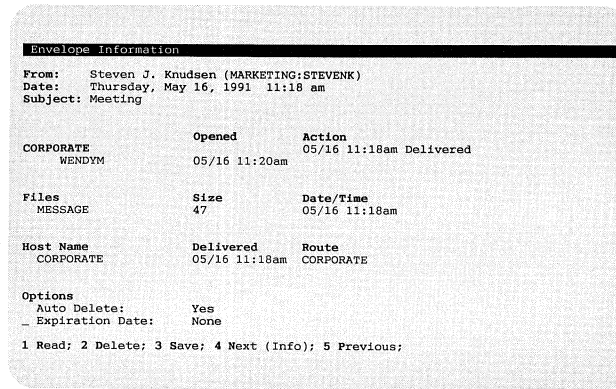 Envelope Information
From: Steven J. Knudsen (MARKETING:STEVENK)
Date: Thursday, May 16, 1991 11:18 am
Subject: Meeting
Opened Action
CORPORATE 05/16 11:18am Delivered
WENDYM 05/16 11:20am
Files Size Date/Time
MESSAGE 47 05/16 11:18am
Host Name Delivered Route
CORPORATE 05/16 11:18am CORPORATE
Options
Auto Delete: Yes
_ Expiration Date: None
1 Read; 2 Delete; 3 Save; 4 Next (Info); 5 Previous;